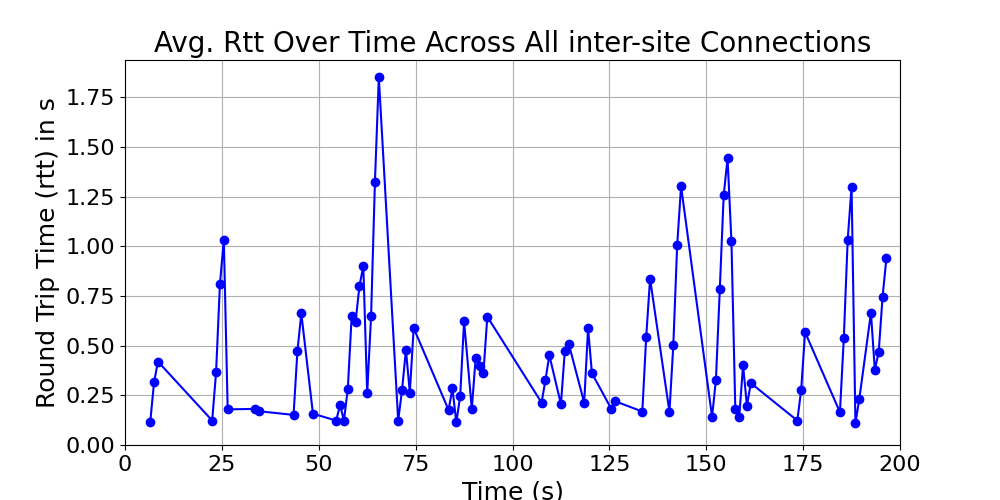 Avg. Rtt Over Time Across All inter-site Connections
Round Trip Time (rtt) in s
1.75
1.50
1.25
1.00
0.75
0.50
0.25
0.00
0 25 50 75 100 125 150 175 200
Time (s)